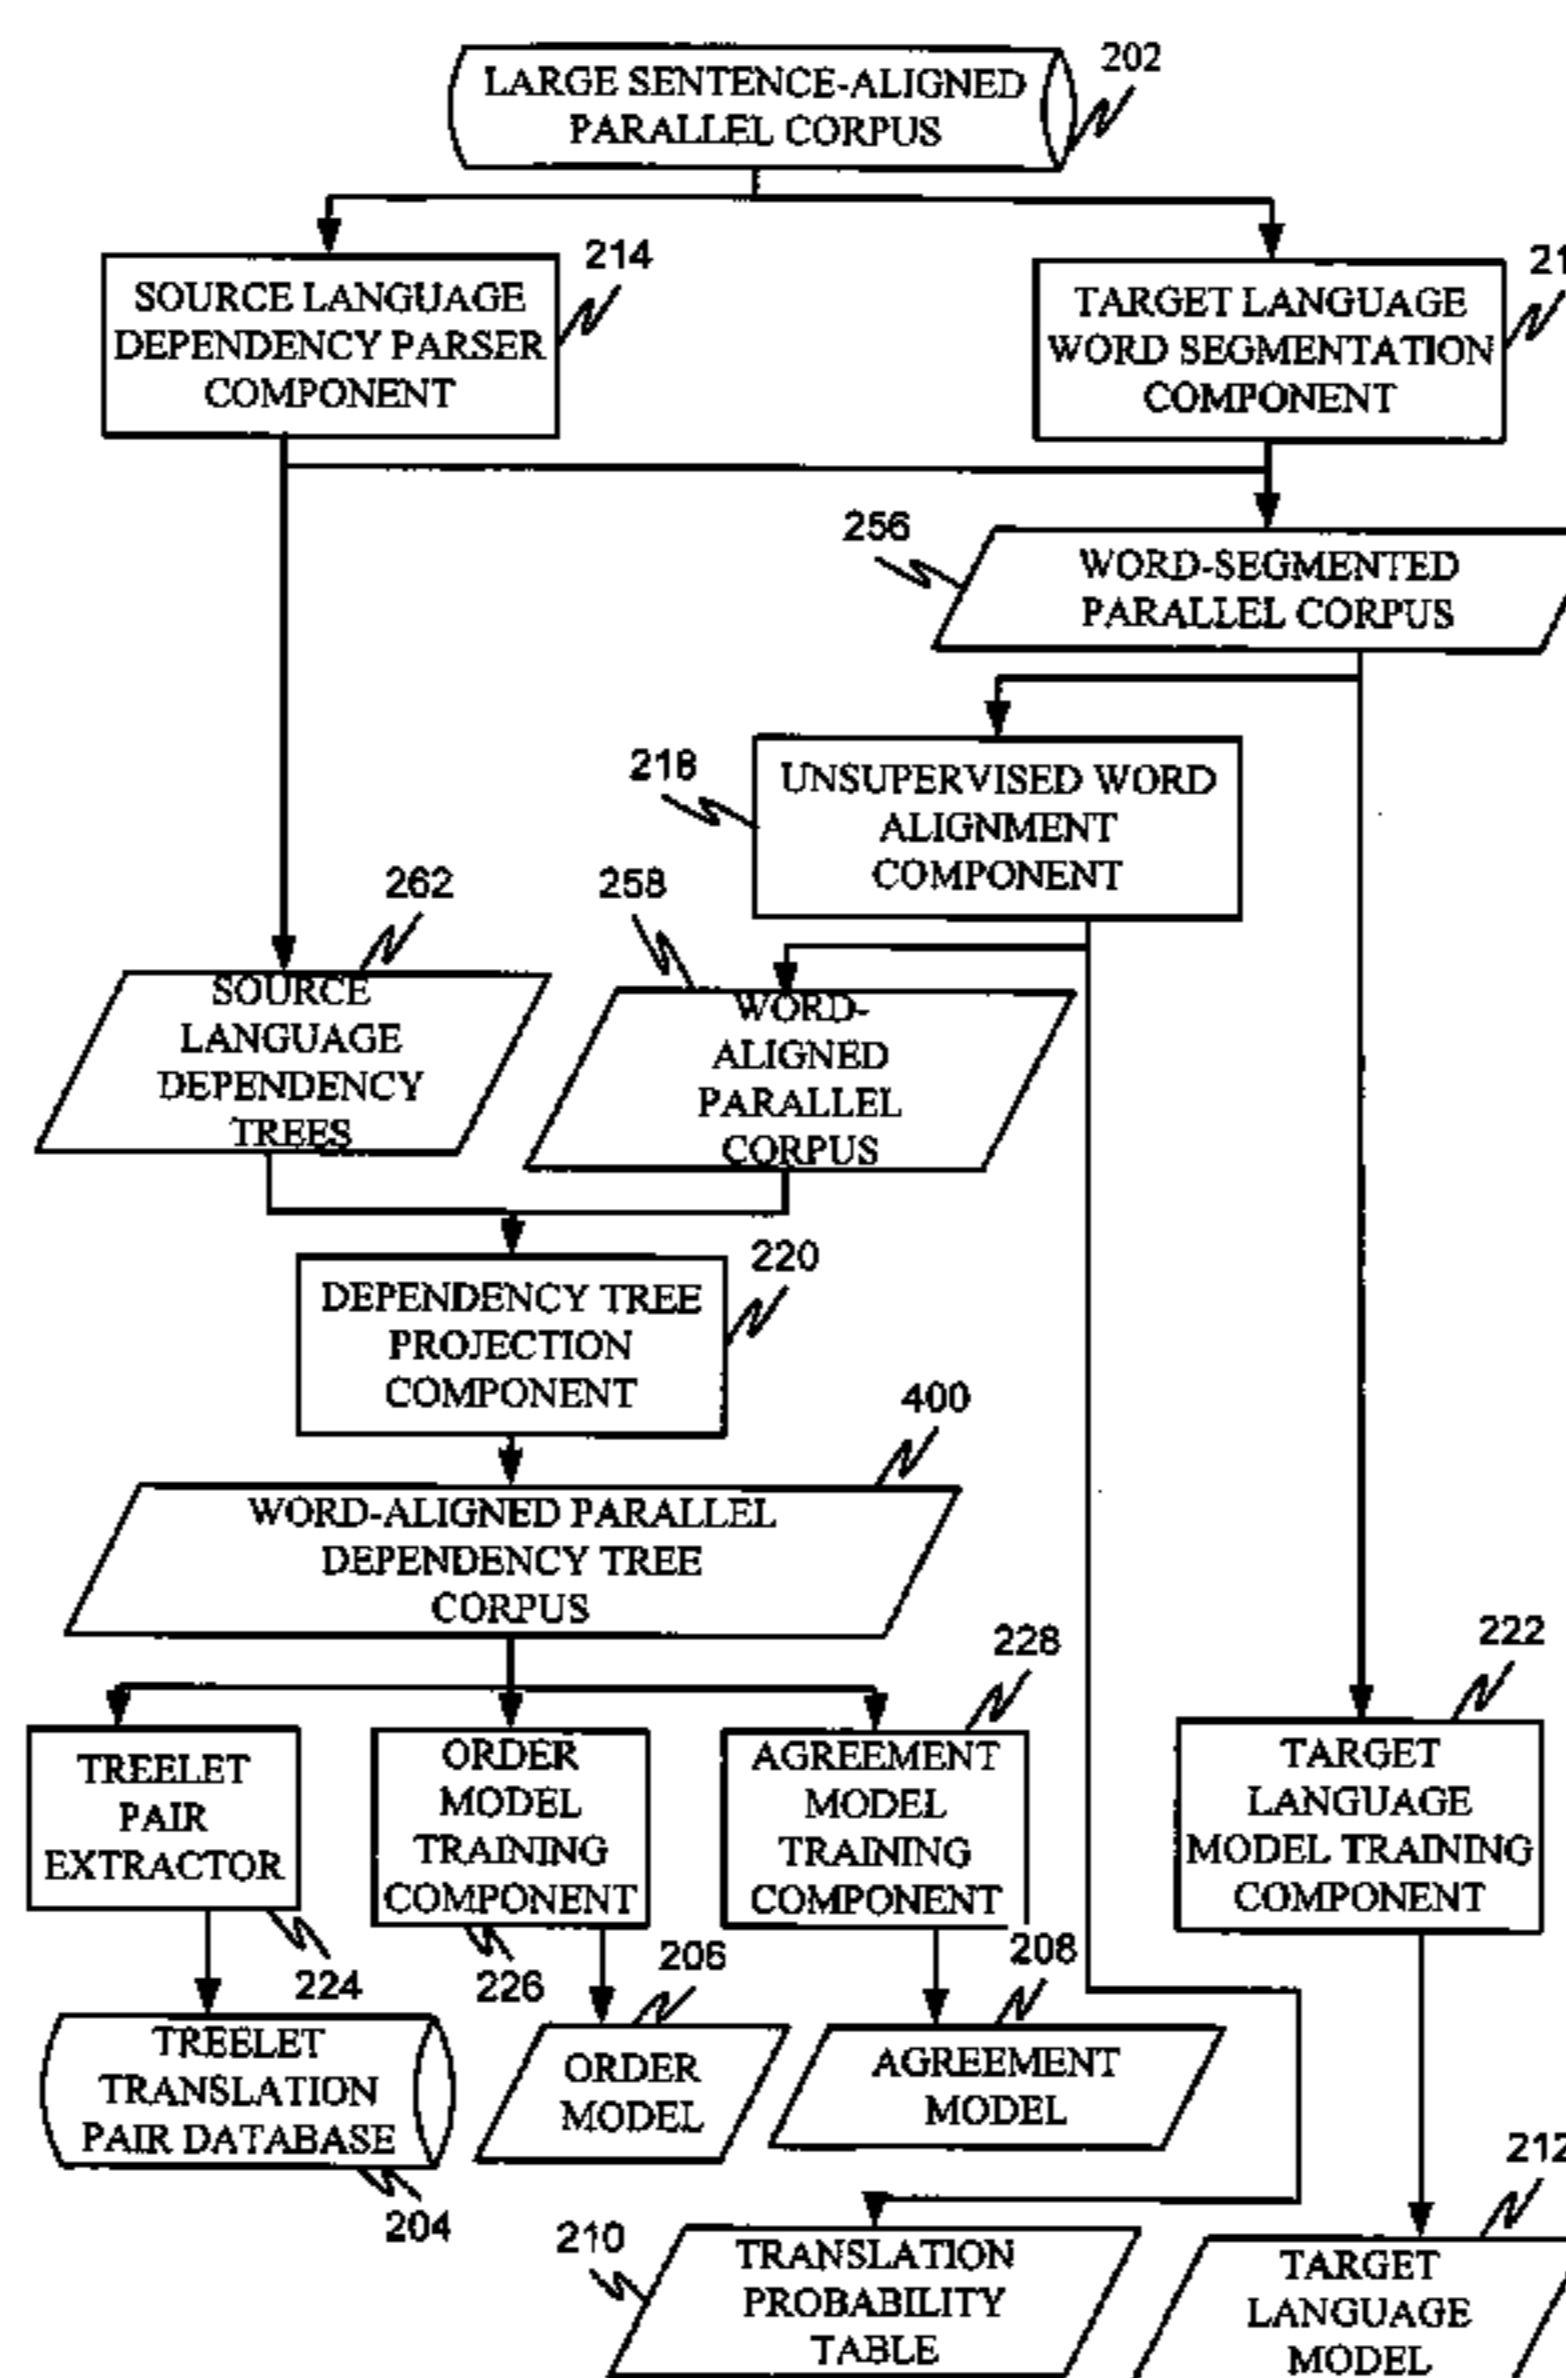 202
LARGE SENTENCE-ALIGNED
PARALLEL CORPUS
214
SOURCE LANGUAGE
DEPENDENCY PARSER
COMPONENT
TARGET LANGUAGE
WORD SEGMENTATION
COMPONENT
256
WORD-SEGMENTED
PARALLEL CORPUS
218
UNSUPERVISED WORD
ALIGNMENT
COMPONENT
262
SOURCE
LANGUAGE
DEPENDENCY
TREES
258
WORD-
ALIGNED
PARALLEL
CORPUS
220
DEPENDENCY TREE
PROJECTION
COMPONENT
400
WORD-ALIGNED PARALLEL
DEPENDENCY TREE
CORPUS
228
222
TREELET
PAIR
EXTRACTOR
224
ORDER
MODEL
TRAINING
COMPONENT
226
AGREEMENT
MODEL
TRAINING
COMPONENT
TARGET
LANGUAGE
MODEL TRAINING
COMPONENT
206
208
TREELET
TRANSLATION
PAIR DATABASE
204
ORDER
MODEL
AGREEMENT
MODEL
210
TRANSLATION
PROBABILITY
TABLE
212
TARGET
LANGUAGE
MODEL